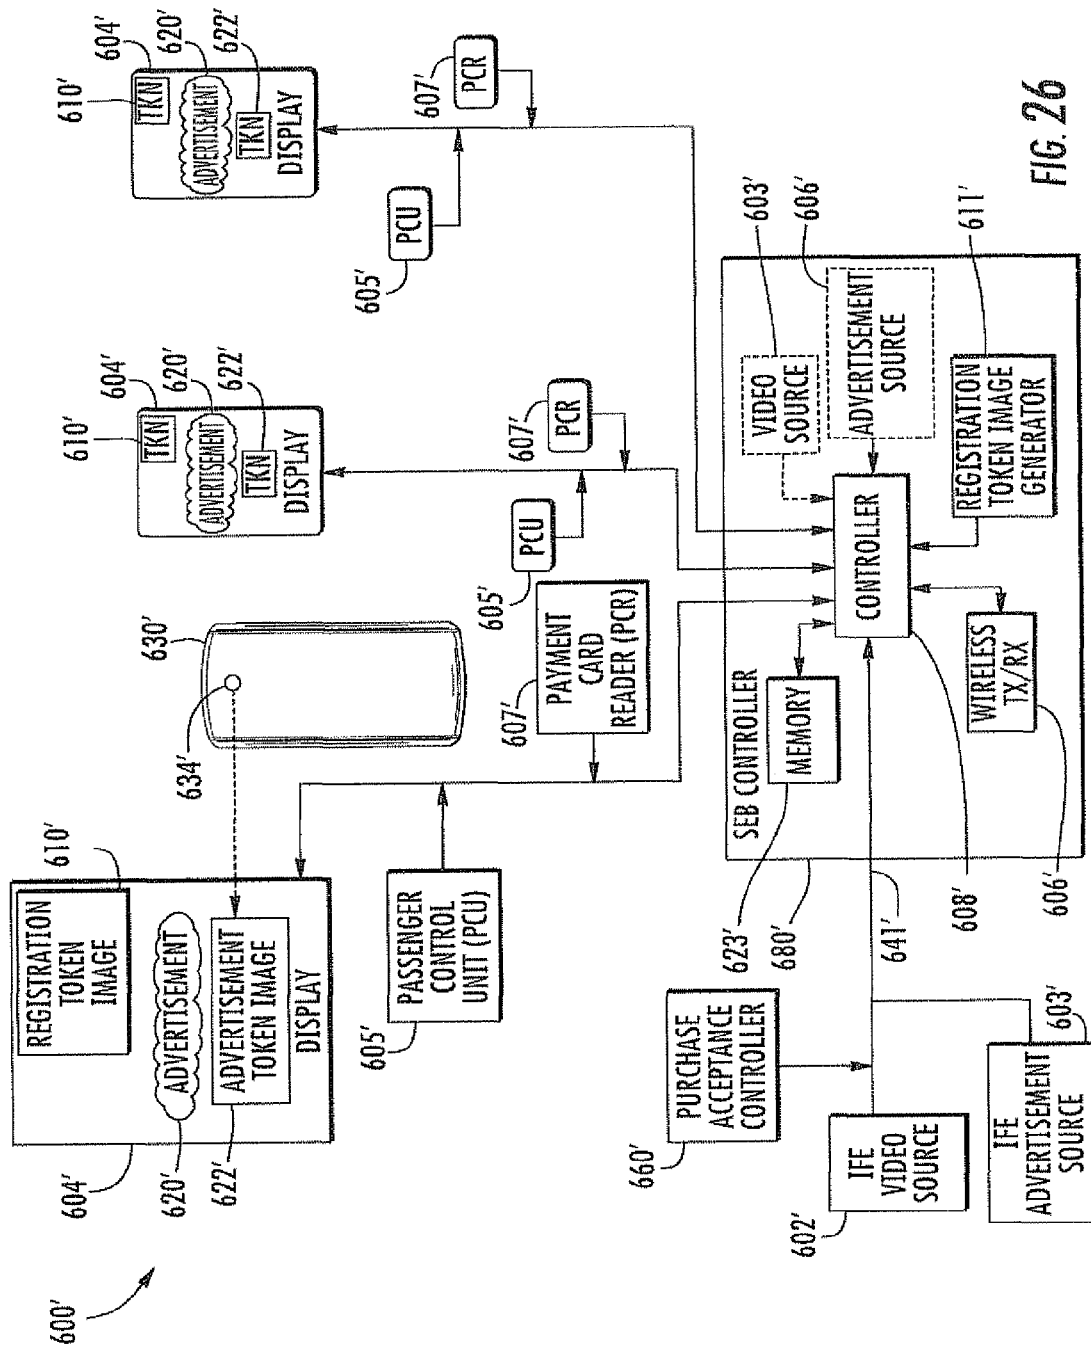 600'
604'
REGISTRATION
TOKEN
IMAGE
610'
ADVERTISEMENT
620'
ADVERTISEMENT
TOKEN IMAGE
622'
DISPLAY
634'
630'
PASSENGER
CONTROL
UNIT (PCU)
605'
PAYMENT
CARD
READER (PCR)
607'
610'
TKN
604'
ADVERTISEMENT
620'
TKN
622'
DISPLAY
PCU
605'
PCR
607'
610'
TKN
604'
ADVERTISEMENT
620'
TKN
622'
DISPLAY
PCU
605'
PCR
607'
PURCHASE
ACCEPTANCE
CONTROLLER
660'
IFE
VIDEO
SOURCE
602'
IFE
ADVERTISEMENT
SOURCE
603'
641'
SEB CONTROLLER
680'
MEMORY
623'
CONTROLLER
608'
WIRELESS
TX/RX
606'
VIDEO
SOURCE
603'
ADVERTISEMENT
SOURCE
606'
REGISTRATION
TOKEN IMAGE
GENERATOR
611'
FIG. 26